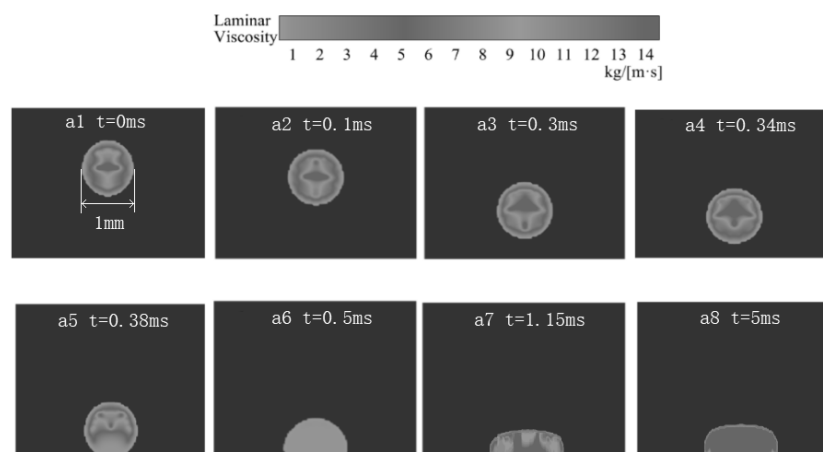 Laminar
Viscosity
1 2 3 4 5 6 7 8 9 10 11 12 13 14
kg/[m·s]
a1 t=0ms
a2 t=0.1ms
a3 t=0.3ms
a4 t=0.34ms
1mm
a5 t=0.38ms
a6 t=0.5ms
a7 t=1.15ms
a8 t=5ms